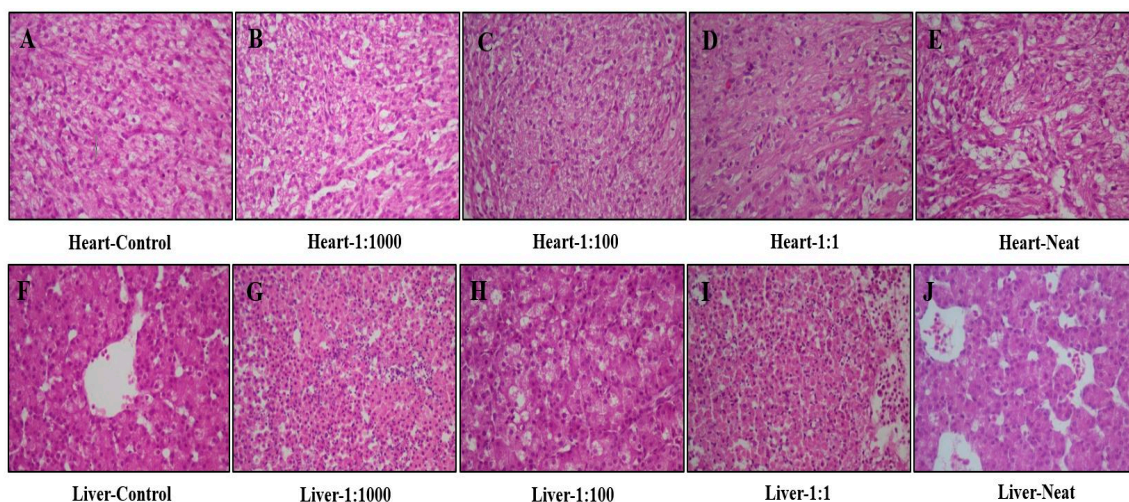 A B C D E
Heart-Control Heart-1:1000 Heart-1:100 Heart-1:1 Heart-Neat
F G H I J
Liver-Control Liver-1:1000 Liver-1:100 Liver-1:1 Liver-Neat